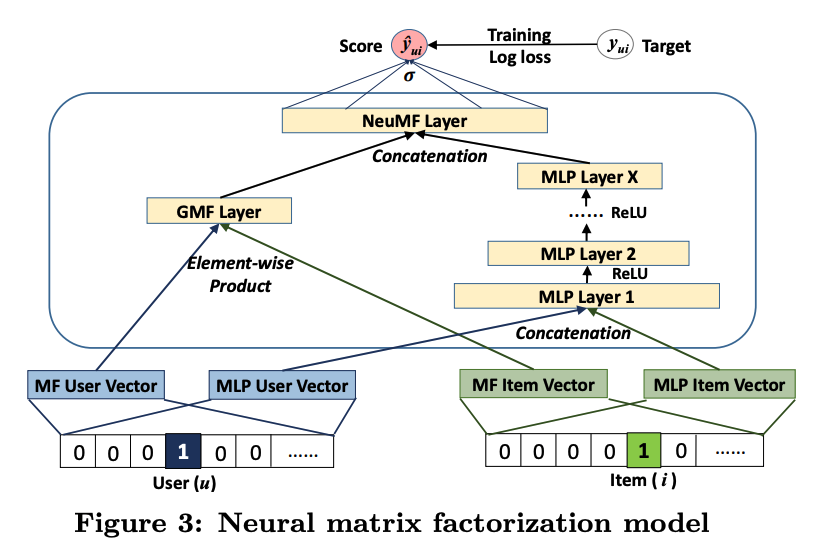 Score
ŷui
Training
Log loss
yui
Target
σ
NeuMF Layer
Concatenation
MLP Layer X
GMF Layer
...... ReLU
Element-wise
Product
MLP Layer 2
ReLU
MLP Layer 1
Concatenation
MF User Vector
MLP User Vector
MF Item Vector
MLP Item Vector
0 0 0 1 0 0 ......
0 0 0 0 1 0 ......
User (u)
Item ( i )
Figure 3: Neural matrix factorization model